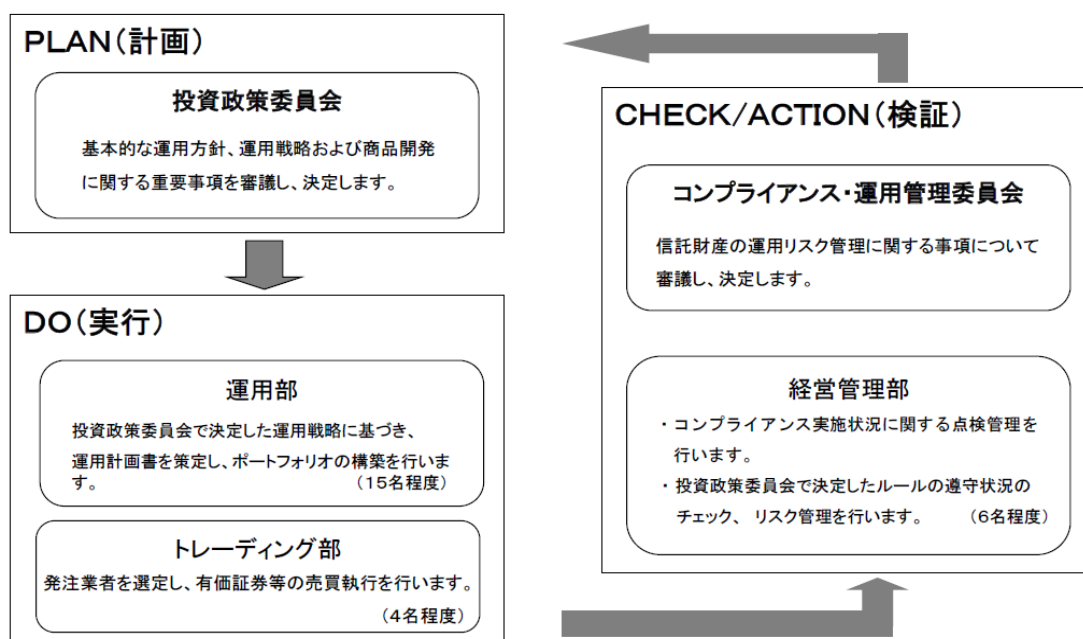 PLAN(計画)
投資政策委員会
基本的な運用方針、運用戦略および商品開発
に関する重要事項を審議し、決定します。
DO(実行)
運用部
投資政策委員会で決定した運用戦略に基づき、
運用計画書を策定し、ポートフォリオの構築を行いま
す。 (15名程度)
トレーディング部
発注業者を選定し、有価証券等の売買執行を行います。
(4名程度)
CHECK/ACTION(検証)
コンプライアンス・運用管理委員会
信託財産の運用リスク管理に関する事項について
審議し、決定します。
経営管理部
・コンプライアンス実施状況に関する点検管理を
行います。
・投資政策委員会で決定したルールの遵守状況の
チェック、 リスク管理を行います。 (6名程度)